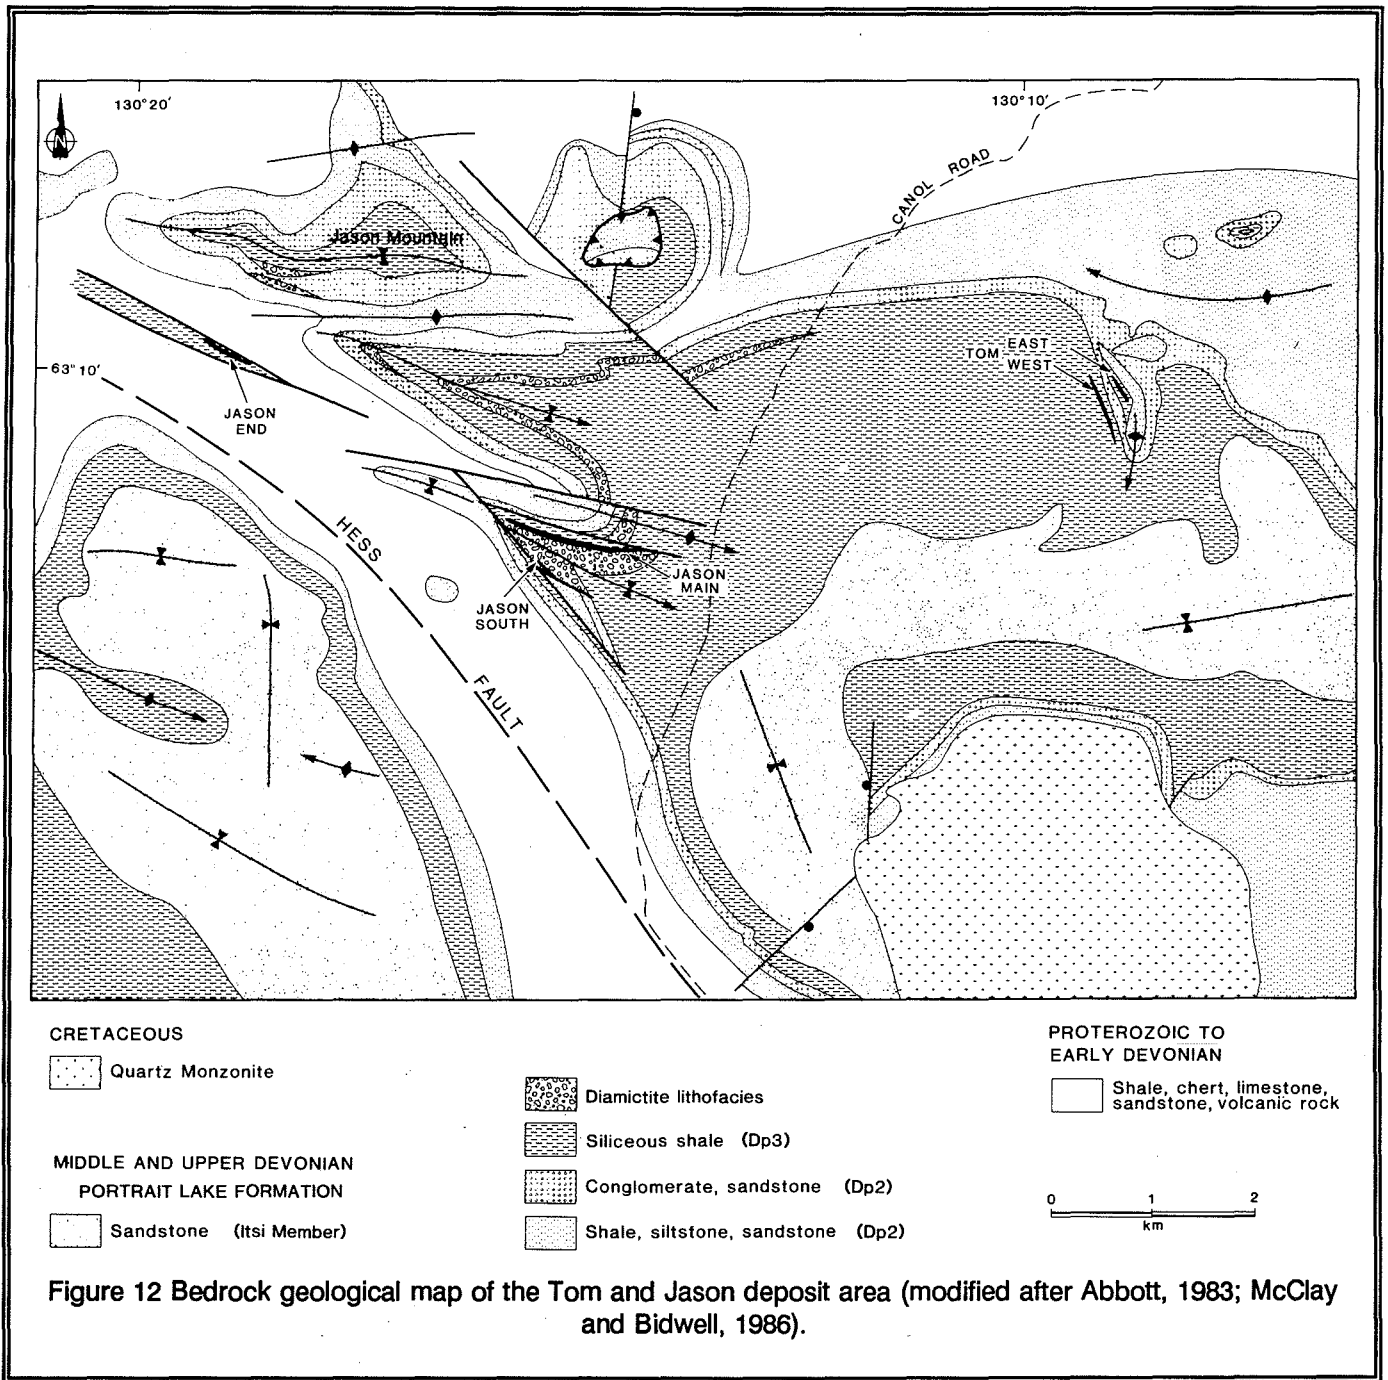 130°20'
130°10'
N
CANOL ROAD
Jason Mountain
TOM EAST
WEST
63°10'
JASON
END
HESS
FAULT
JASON
MAIN
JASON
SOUTH
CRETACEOUS
Quartz Monzonite
MIDDLE AND UPPER DEVONIAN
PORTRAIT LAKE FORMATION
Sandstone (Itsi Member)
Diamictite lithofacies
Siliceous shale (Dp3)
Conglomerate, sandstone (Dp2)
Shale, siltstone, sandstone (Dp2)
PROTEROZOIC TO
EARLY DEVONIAN
Shale, chert, limestone,
sandstone, volcanic rock
0 1 2
km
Figure 12 Bedrock geological map of the Tom and Jason deposit area (modified after Abbott, 1983; McClay
and Bidwell, 1986).